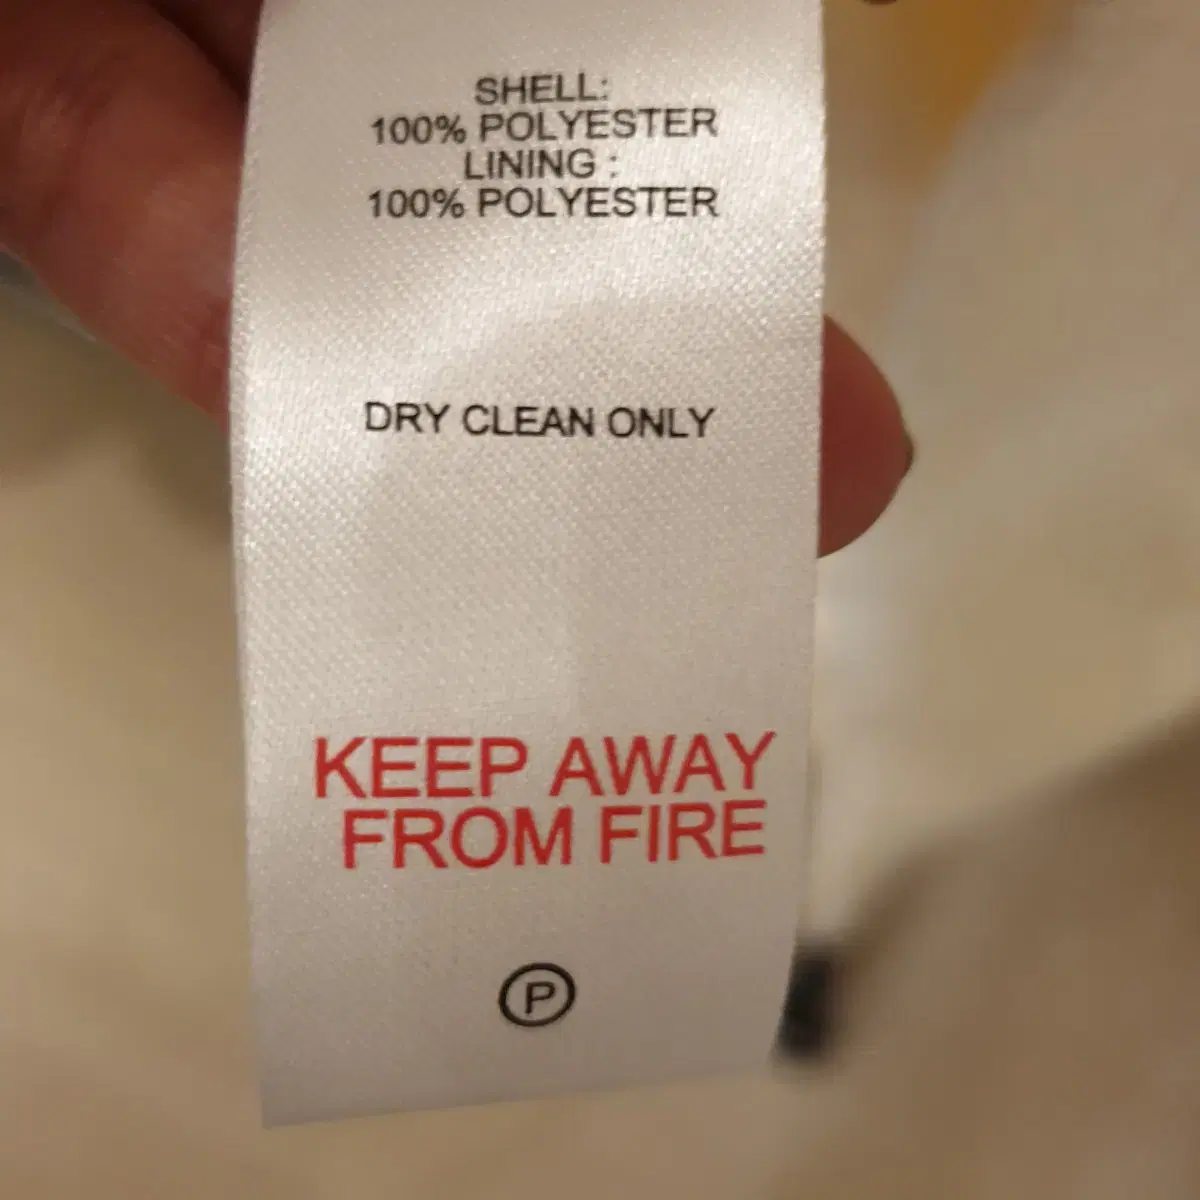 SHELL:
100% POLYESTER
LINING :
100% POLYESTER
DRY CLEAN ONLY
KEEP AWAY
FROM FIRE
P